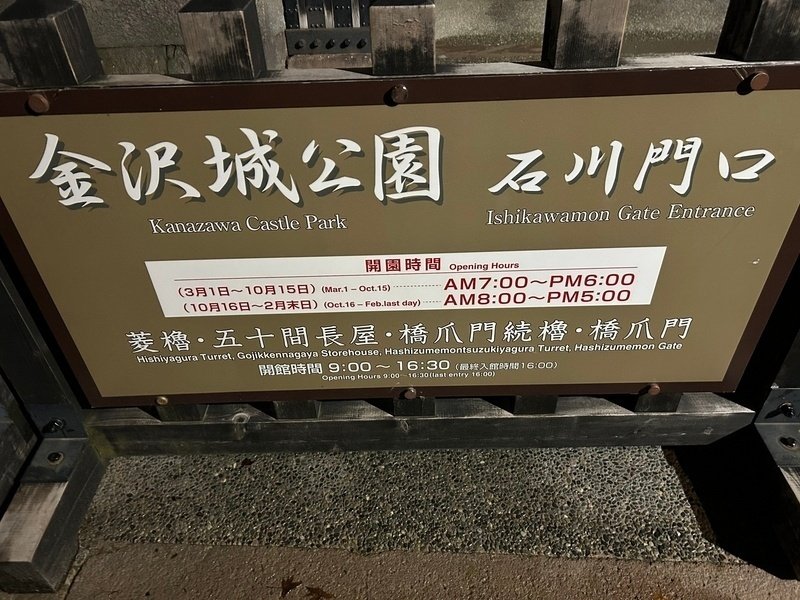 金沢城公園 石川門口
Kanazawa Castle Park Ishikawamon Gate Entrance
開園時間 Opening Hours
(3月1日～10月15日) (Mar.1 – Oct.15) ········· AM7:00～PM6:00
(10月16日～2月末日) (Oct.16 – Feb.last day) ····· AM8:00～PM5:00
菱櫓・五十間長屋・橋爪門続櫓・橋爪門
Hishiyagura Turret, Gojikkennagaya Storehouse, Hashizumemontsuzukiyagura Turret, Hashizumemon Gate
開館時間 9:00～16:30 (最終入館時間16:00)
Opening Hours 9:00～16:30(last entry 16:00)